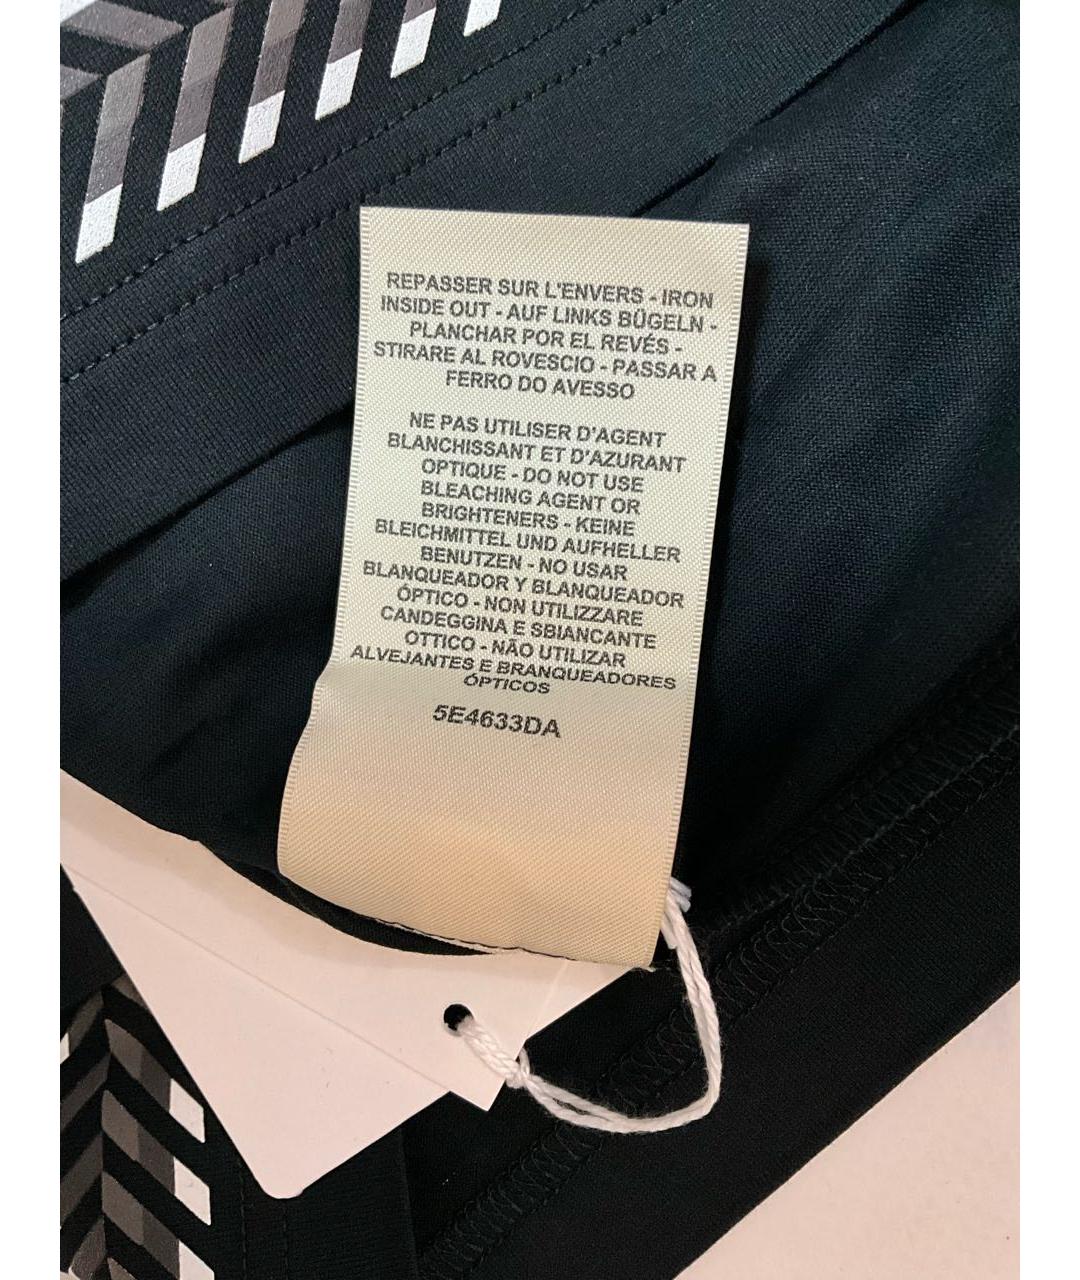 REPASSER SUR L'ENVERS - IRON
INSIDE OUT - AUF LINKS BÜGELN -
PLANCHAR POR EL REVÉS -
STIRARE AL ROVESCIO - PASSAR A
FERRO DO AVESSO
NE PAS UTILISER D'AGENT
BLANCHISSANT ET D'AZURANT
OPTIQUE - DO NOT USE
BLEACHING AGENT OR
BRIGHTENERS - KEINE
BLEICHMITTEL UND AUFHELLER
BENUTZEN - NO USAR
BLANQUEADOR Y BLANQUEADOR
ÓPTICO - NON UTILIZZARE
CANDEGGINA E SBIANCANTE
OTTICO - NÃO UTILIZAR
ALVEJANTES E BRANQUEADORES
ÓPTICOS
5E4633DA